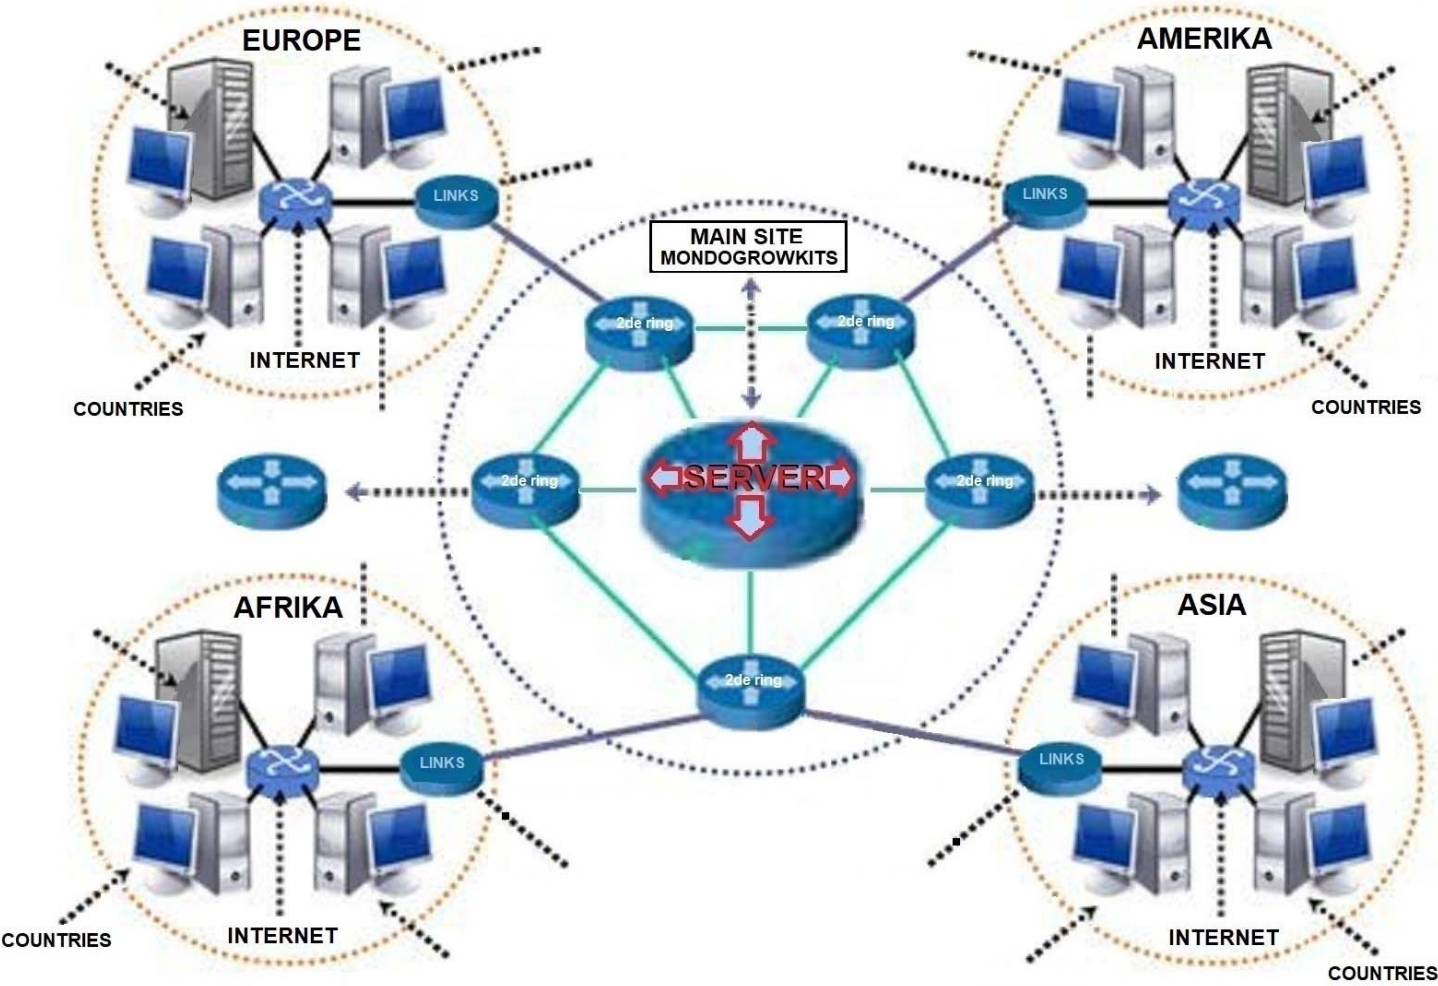 EUROPE
AMERIKA
LINKS
LINKS
MAIN SITE
MONDOGROWKITS
2de ring
2de ring
INTERNET
INTERNET
COUNTRIES
COUNTRIES
SERVER
2de ring
2de ring
AFRIKA
ASIA
2de ring
LINKS
LINKS
INTERNET
INTERNET
COUNTRIES
COUNTRIES